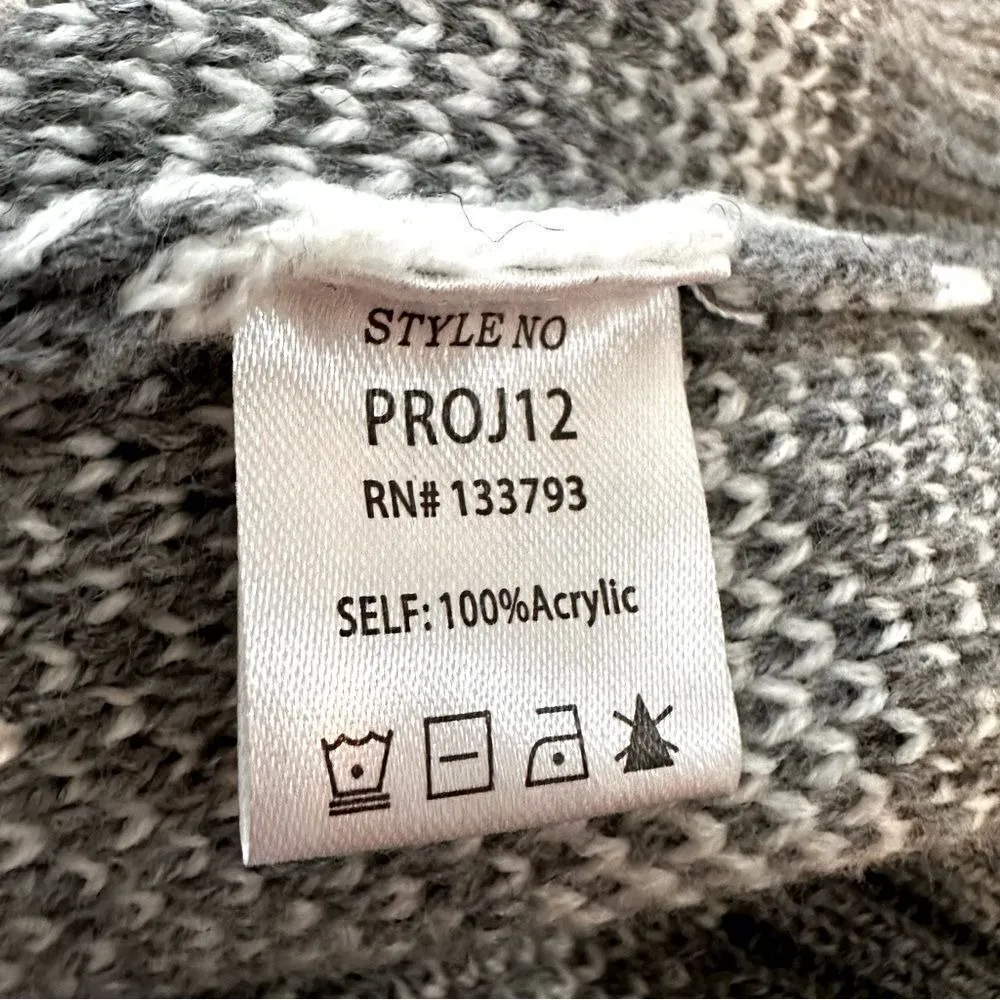 STYLE NO
PROJ12
RN# 133793
SELF: 100%Acrylic